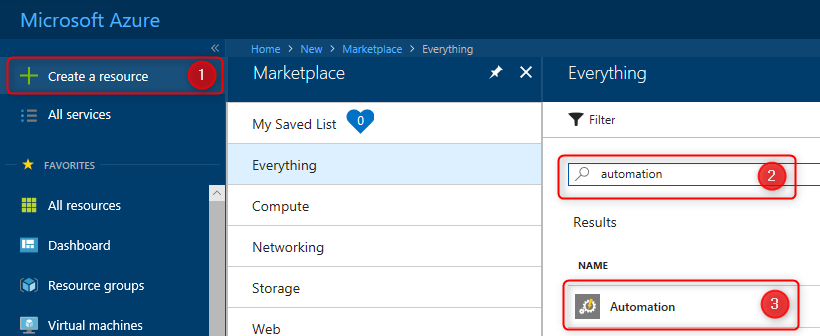 Microsoft Azure
Home > New > Marketplace > Everything
Create a resource 1
All services
FAVORITES
All resources
Dashboard
Resource groups
Virtual machines
Marketplace
My Saved List 0
Everything
Compute
Networking
Storage
Web
Everything
Filter
automation 2
Results
NAME
Automation 3